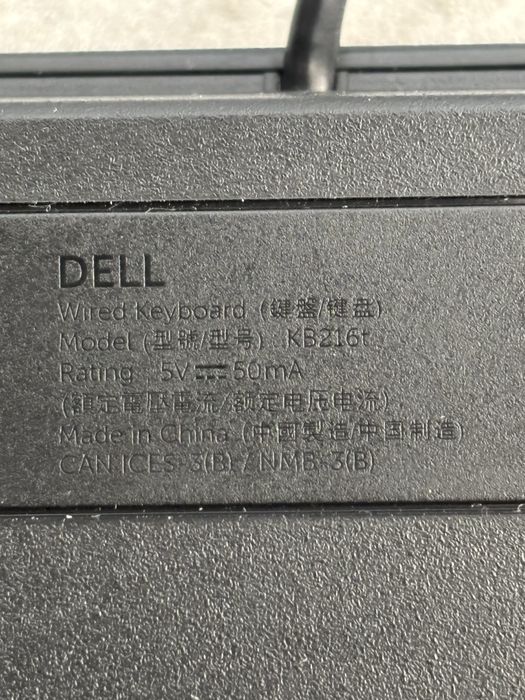 DELL
Wired Keyboard (鍵盤/键盘)
Model (型號/型号) KB216t
Rating 5V⎓50mA
(額定電壓電流/额定电压电流)
Made in China (中國製造/中国制造)
CAN ICES-3(B) / NMB-3(B)